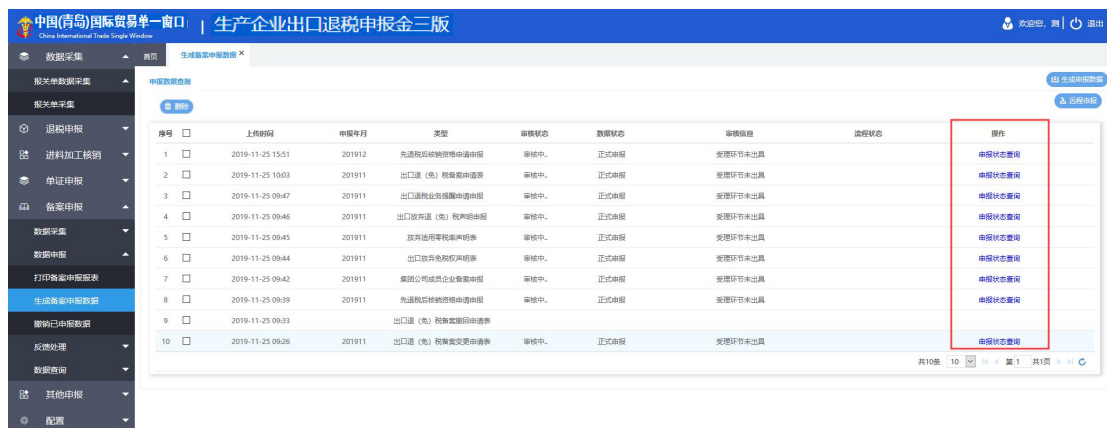 中国(青岛)国际贸易单一窗口 | 生产企业出口退税申报金三版 欢迎您, 测 退出
China International Trade Single Window
数据采集
首页 生成备案申报数据 ×
报关单数据采集
报关单采集
退税申报
进料加工核销
单证申报
备案申报
数据采集
数据申报
打印备案申报报表
生成备案申报数据
撤销已申报数据
反馈处理
数据查询
其他申报
配置
申报数据查询
生成申报数据
远程申报
删除
序号 上传时间 申报年月 类型 审核状态 数据状态 审核信息 流程状态 操作
1 2019-11-25 15:51 201912 先退税后核销资格申请申报 审核中.. 正式申报 受理环节未出具 申报状态查询
2 2019-11-25 10:03 201911 出口退（免）税备案申请表 审核中.. 正式申报 受理环节未出具 申报状态查询
3 2019-11-25 09:47 201911 出口退税业务提醒申请申报 审核中.. 正式申报 受理环节未出具 申报状态查询
4 2019-11-25 09:46 201911 出口放弃退（免）税声明申报 审核中.. 正式申报 受理环节未出具 申报状态查询
5 2019-11-25 09:45 201911 放弃适用零税率声明表 审核中.. 正式申报 受理环节未出具 申报状态查询
6 2019-11-25 09:44 201911 出口放弃免税权声明表 审核中.. 正式申报 受理环节未出具 申报状态查询
7 2019-11-25 09:42 201911 集团公司成员企业备案申报 审核中.. 正式申报 受理环节未出具 申报状态查询
8 2019-11-25 09:39 201911 先退税后核销资格申请申报 审核中.. 正式申报 受理环节未出具 申报状态查询
9 2019-11-25 09:33 出口退（免）税备案撤回申请表
10 2019-11-25 09:26 201911 出口退（免）税备案变更申请表 审核中.. 正式申报 受理环节未出具 申报状态查询
共10条 10 第 1 共1页